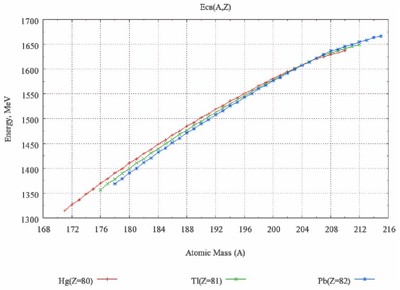 Eсв(A,Z)
1700
1650
1600
1550
1500
1450
1400
1350
1300
168 172 176 180 184 188 192 196 200 204 208 212 216
Energy, MeV
Atomic Mass (A)
Hg(Z=80) Tl(Z=81) Pb(Z=82)